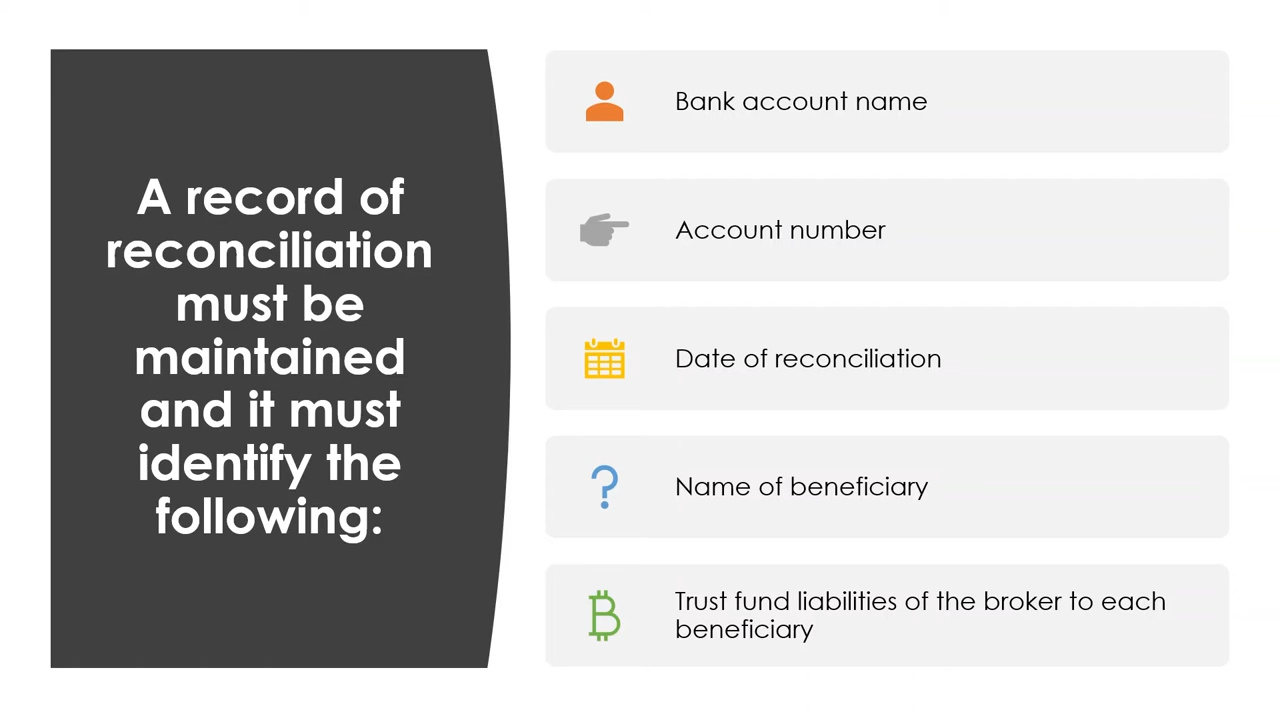 A record of
reconciliation
must be
maintained
and it must
identify the
following:
Bank account name
Account number
Date of reconciliation
Name of beneficiary
Trust fund liabilities of the broker to each
beneficiary